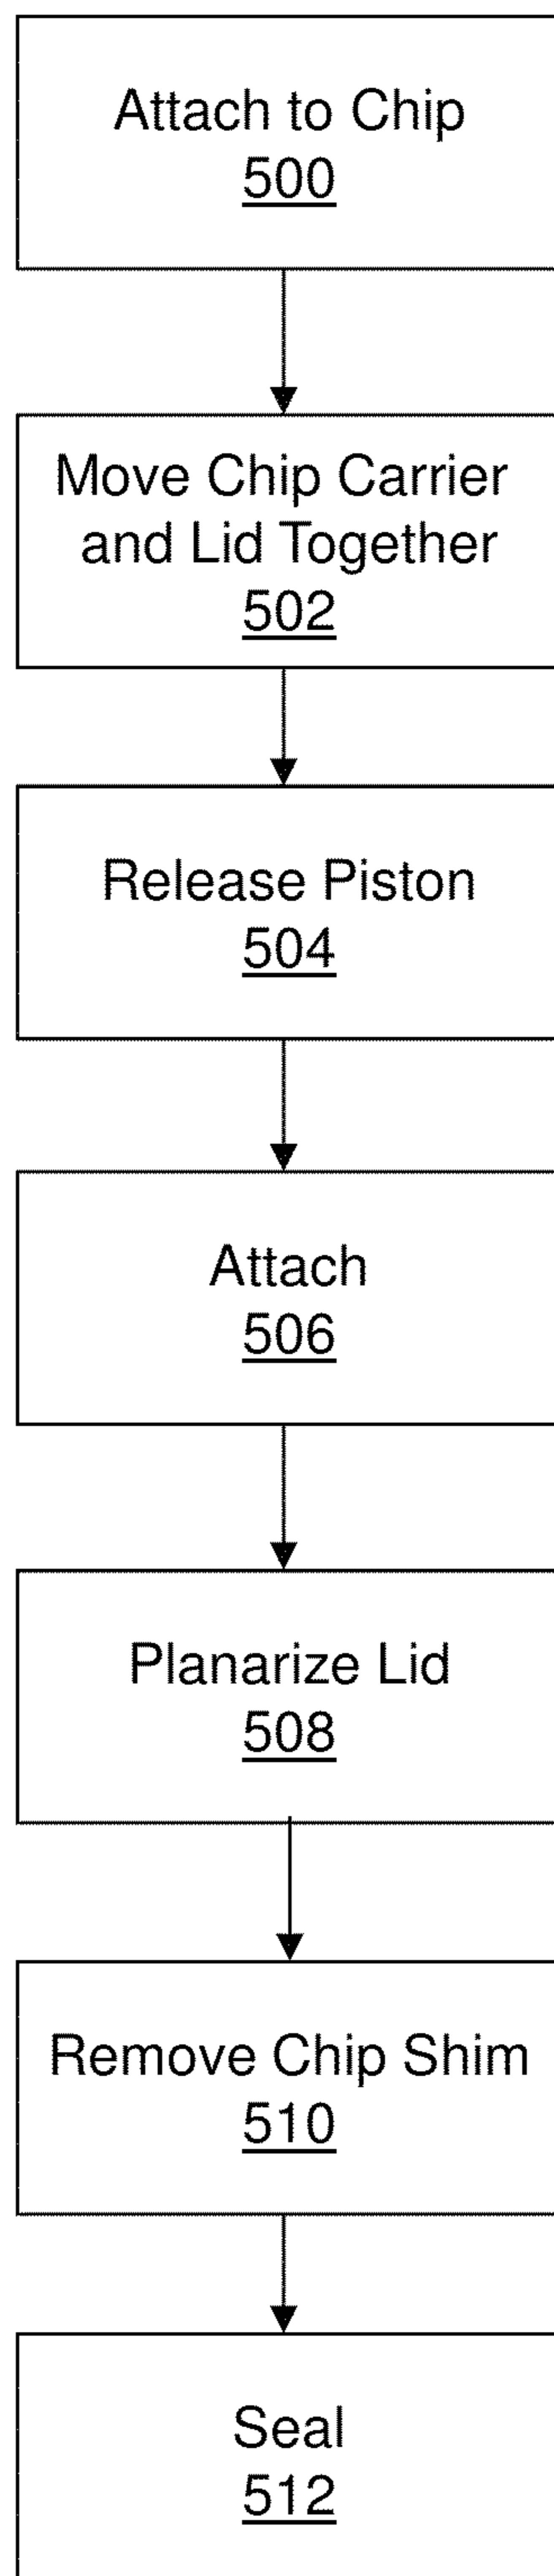 Attach to Chip
500
Move Chip Carrier
and Lid Together
502
Release Piston
504
Attach
506
Planarize Lid
508
Remove Chip Shim
510
Seal
512